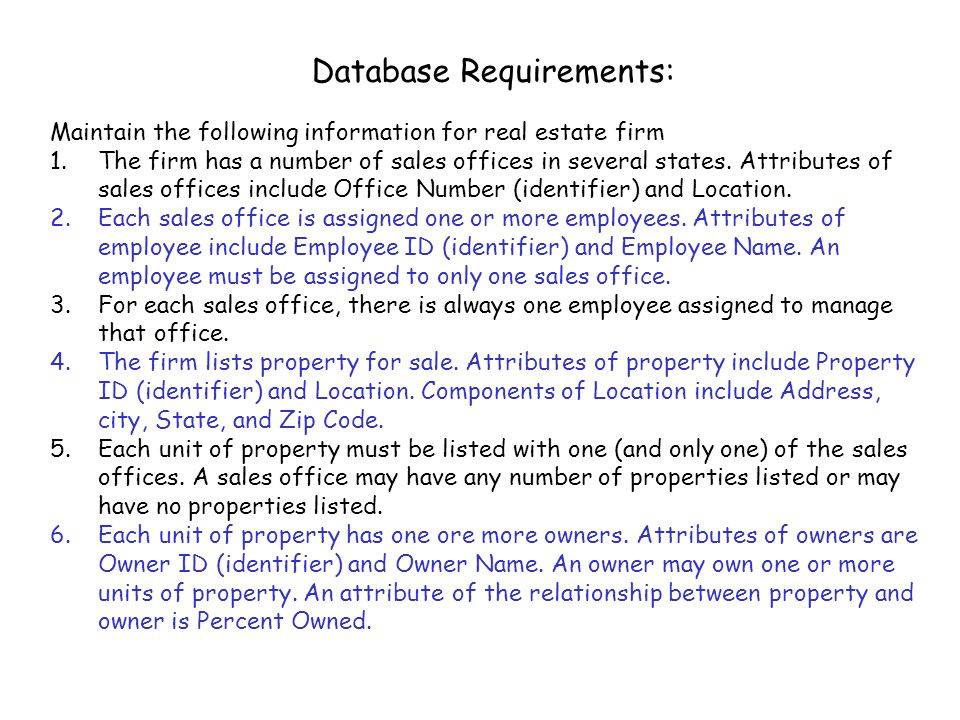 Database Requirements:
Maintain the following information for real estate firm
1. The firm has a number of sales offices in several states. Attributes of
sales offices include Office Number (identifier) and Location.
2. Each sales office is assigned one or more employees. Attributes of
employee include Employee ID (identifier) and Employee Name. An
employee must be assigned to only one sales office.
3. For each sales office, there is always one employee assigned to manage
that office.
4. The firm lists property for sale. Attributes of property include Property
ID (identifier) and Location. Components of Location include Address,
city, State, and Zip Code.
5. Each unit of property must be listed with one (and only one) of the sales
offices. A sales office may have any number of properties listed or may
have no properties listed.
6. Each unit of property has one ore more owners. Attributes of owners are
Owner ID (identifier) and Owner Name. An owner may own one or more
units of property. An attribute of the relationship between property and
owner is Percent Owned.